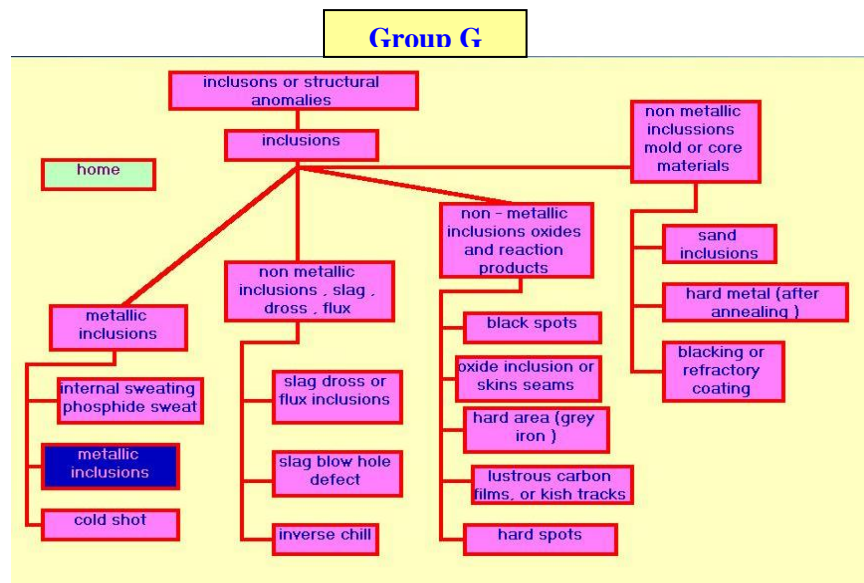 Group G
inclusons or structural
anomalies
inclusions
non metallic
inclussions
mold or core
materials
home
non - metallic
inclusions oxides
and reaction
products
sand
inclusions
non metallic
inclusions , slag ,
dross , flux
hard metal (after
annealing )
metallic
inclusions
black spots
blacking or
refractory
coating
internal sweating
phosphide sweat
slag dross or
flux inclusions
oxide inclusion or
skins seams
hard area (grey
iron )
metallic
inclusions
slag blow hole
defect
lustrous carbon
films, or kish tracks
cold shot
inverse chill
hard spots